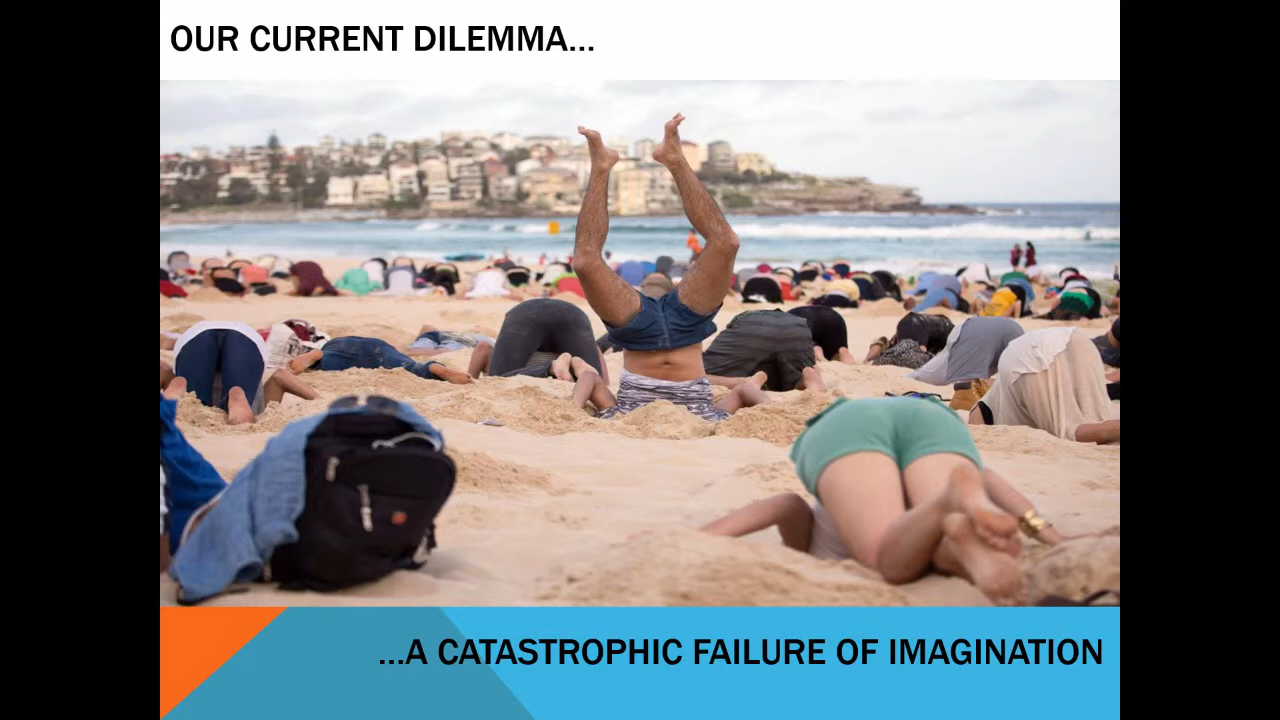 OUR CURRENT DILEMMA...
...A CATASTROPHIC FAILURE OF IMAGINATION